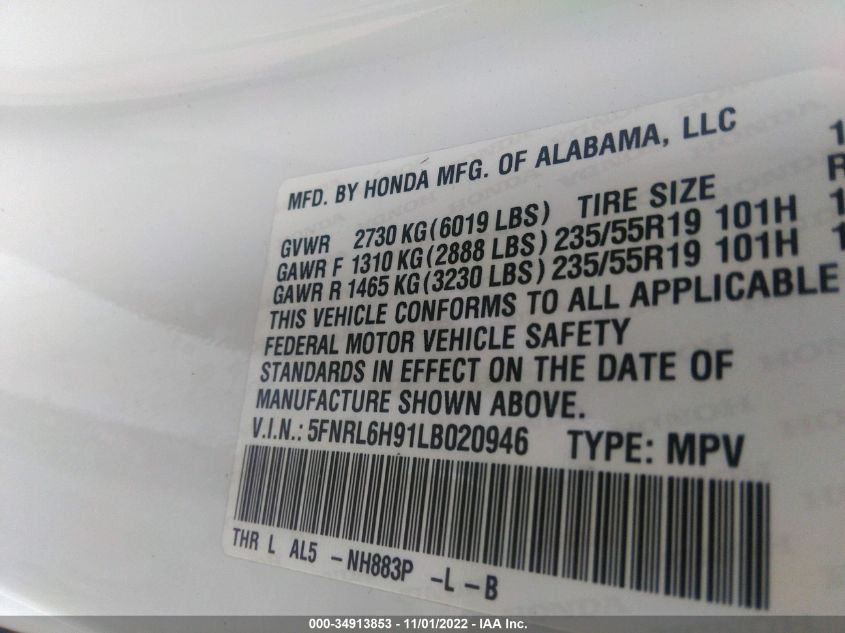 MFD. BY HONDA MFG. OF ALABAMA, LLC 1
GVWR 2730 KG (6019 LBS) TIRE SIZE R
GAWR F 1310 KG (2888 LBS) 235/55R19 101H 1
GAWR R 1465 KG (3230 LBS) 235/55R19 101H 1
THIS VEHICLE CONFORMS TO ALL APPLICABLE
FEDERAL MOTOR VEHICLE SAFETY
STANDARDS IN EFFECT ON THE DATE OF
MANUFACTURE SHOWN ABOVE.
V.I.N.: 5FNRL6H91LB020946 TYPE: MPV
THR L AL5 - NH883P -L -B
000-34913853 - 11/01/2022 - IAA Inc.